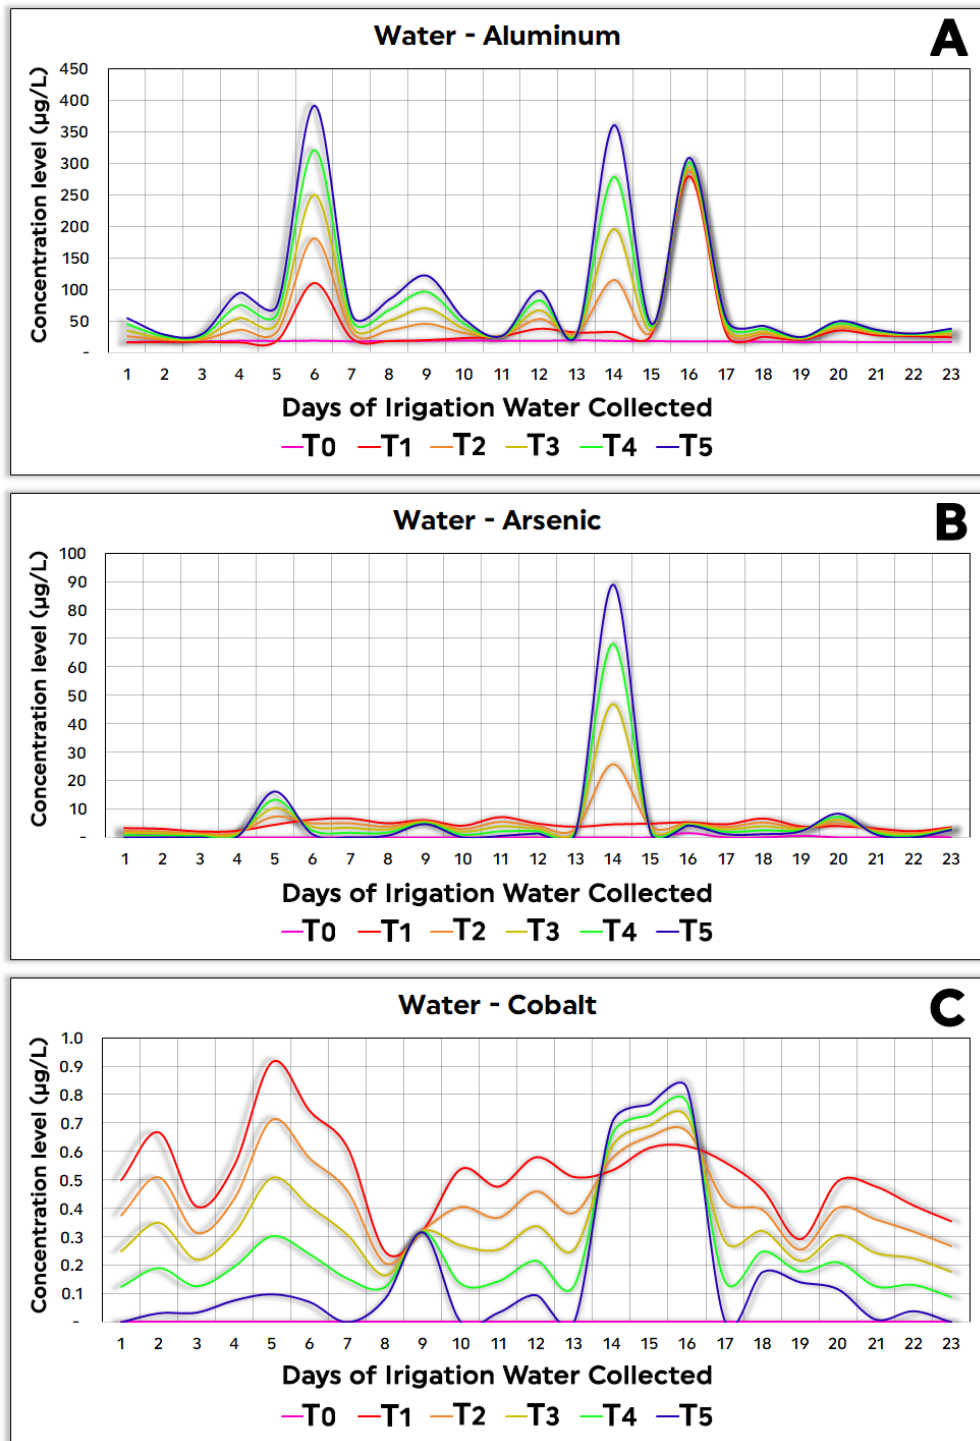 Water - Aluminum
A
Concentration level (µg/L)
450
400
350
300
250
200
150
100
50
-
1 2 3 4 5 6 7 8 9 10 11 12 13 14 15 16 17 18 19 20 21 22 23
Days of Irigation Water Collected
T0 T1 T2 T3 T4 T5
Water - Arsenic
B
Concentration level (µg/L)
100
90
80
70
60
50
40
30
20
10
-
1 2 3 4 5 6 7 8 9 10 11 12 13 14 15 16 17 18 19 20 21 22 23
Days of Irigation Water Collected
T0 T1 T2 T3 T4 T5
Water - Cobalt
C
Concentration level (µg/L)
1.0
0.9
0.8
0.7
0.6
0.5
0.4
0.3
0.2
0.1
-
1 2 3 4 5 6 7 8 9 10 11 12 13 14 15 16 17 18 19 20 21 22 23
Days of Irigation Water Collected
T0 T1 T2 T3 T4 T5